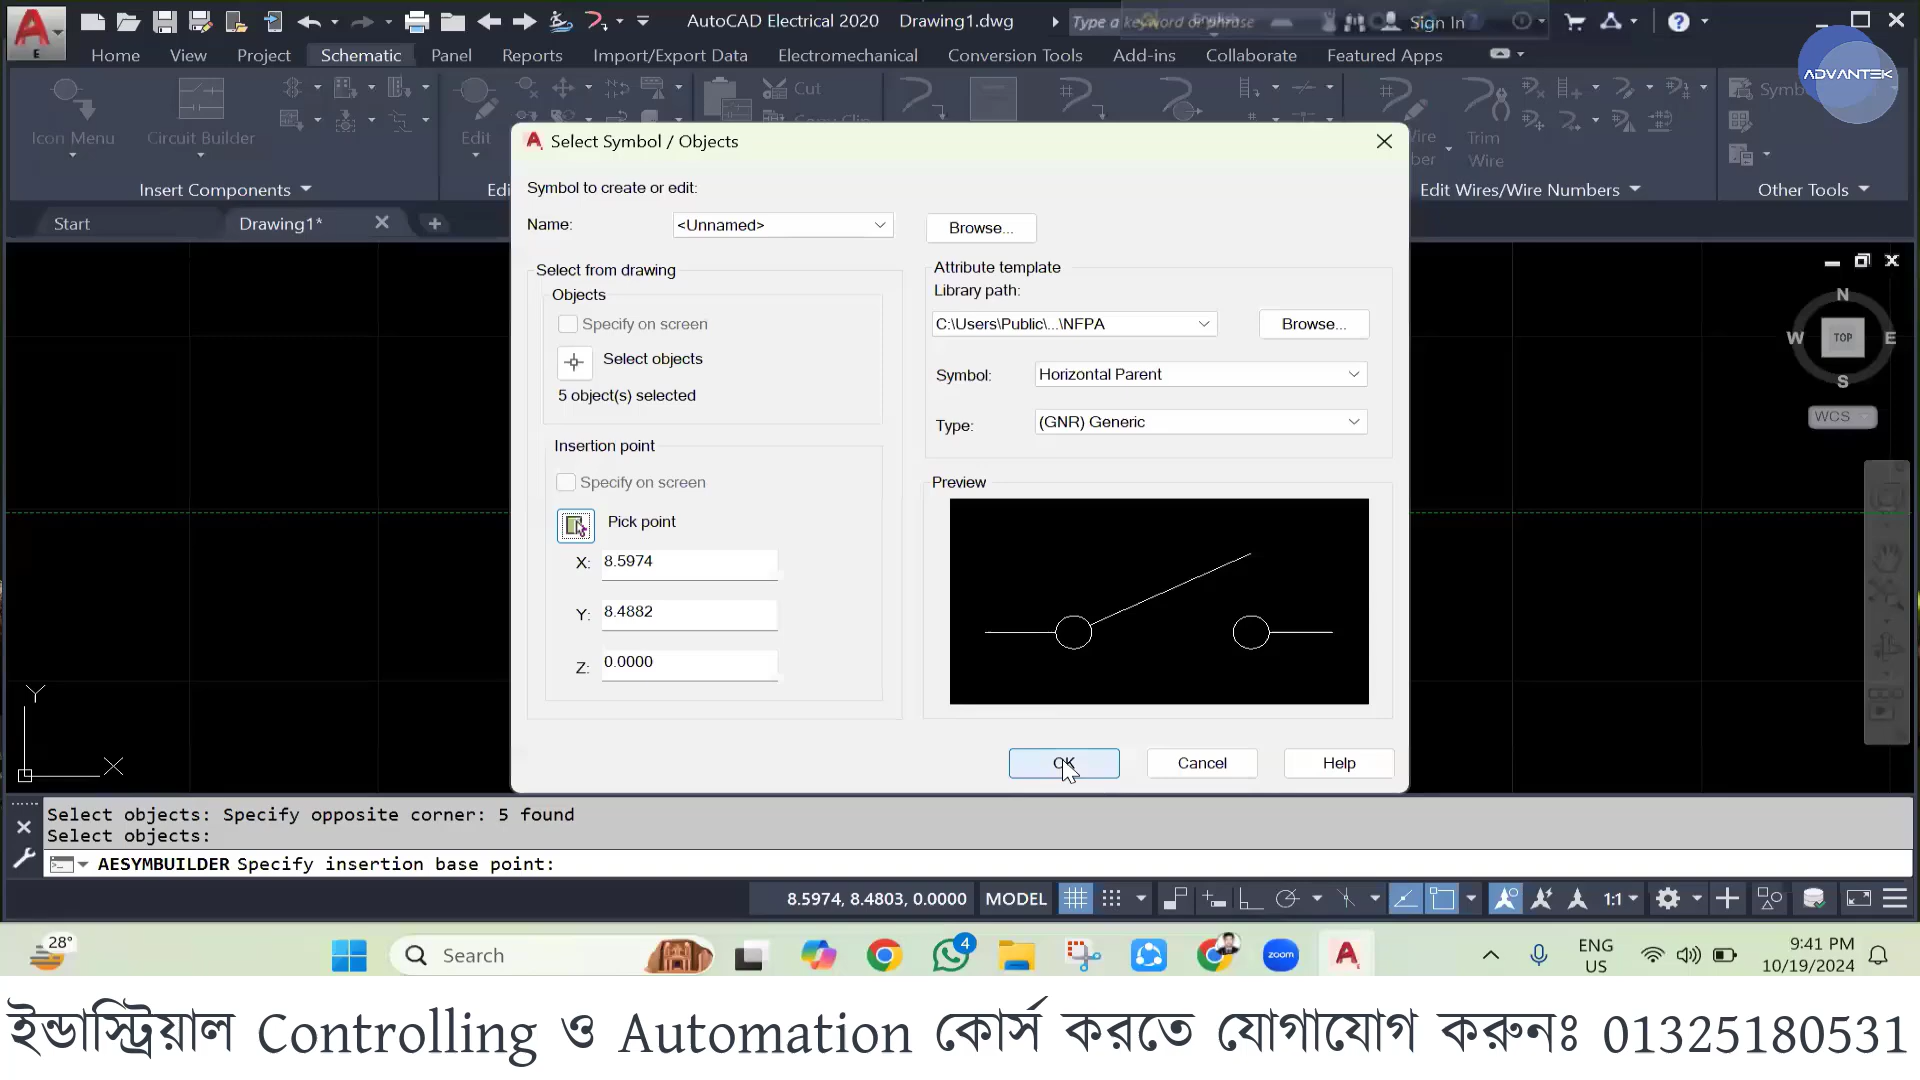 AutoCAD Electrical 2020 Drawing1.dwg Type a keyword or phrase Sign In
E Home View Project Schematic Panel Reports Import/Export Data Electromechanical Conversion Tools Add-ins Collaborate Featured Apps
ADVANTEK
Cut
Icon Menu Circuit Builder Edit Trim Wire
Insert Components Edit Wires/Wire Numbers Other Tools
Start Drawing1*
Select Symbol / Objects
Symbol to create or edit:
Name: <Unnamed> Browse...
Select from drawing
Objects
Specify on screen
Select objects
5 object(s) selected
Insertion point
Specify on screen
Pick point
X: 8.5974
Y: 8.4882
Z: 0.0000
Attribute template
Library path:
C:\Users\Public\...\NFPA Browse...
Symbol: Horizontal Parent
Type: (GNR) Generic
Preview
OK Cancel Help
N
W TOP E
S
WCS
Y
X
Select objects: Specify opposite corner: 5 found
Select objects:
AESYMBUILDER Specify insertion base point:
8.5974, 8.4803, 0.0000 MODEL 1:1
28° Search 4 zoom ENG US 9:41 PM 10/19/2024
ইন্ডাস্ট্রিয়াল Controlling ও Automation কোর্স করতে যোগাযোগ করুনঃ 01325180531